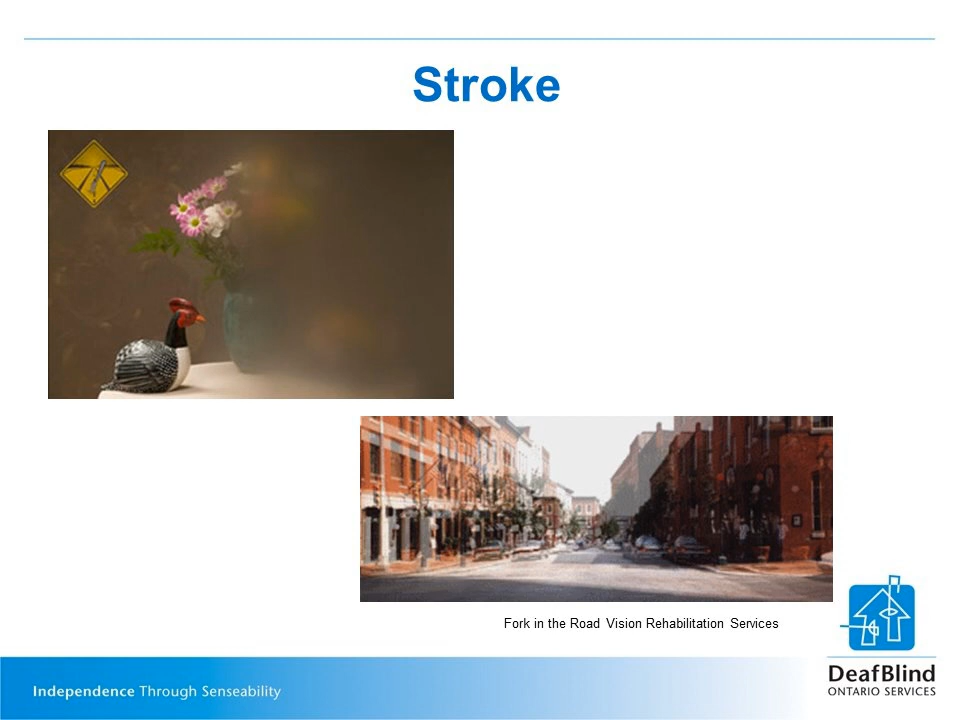 Stroke
Fork in the Road Vision Rehabilitation Services
Independence Through Senseability
DeafBlind
ONTARIO SERVICES